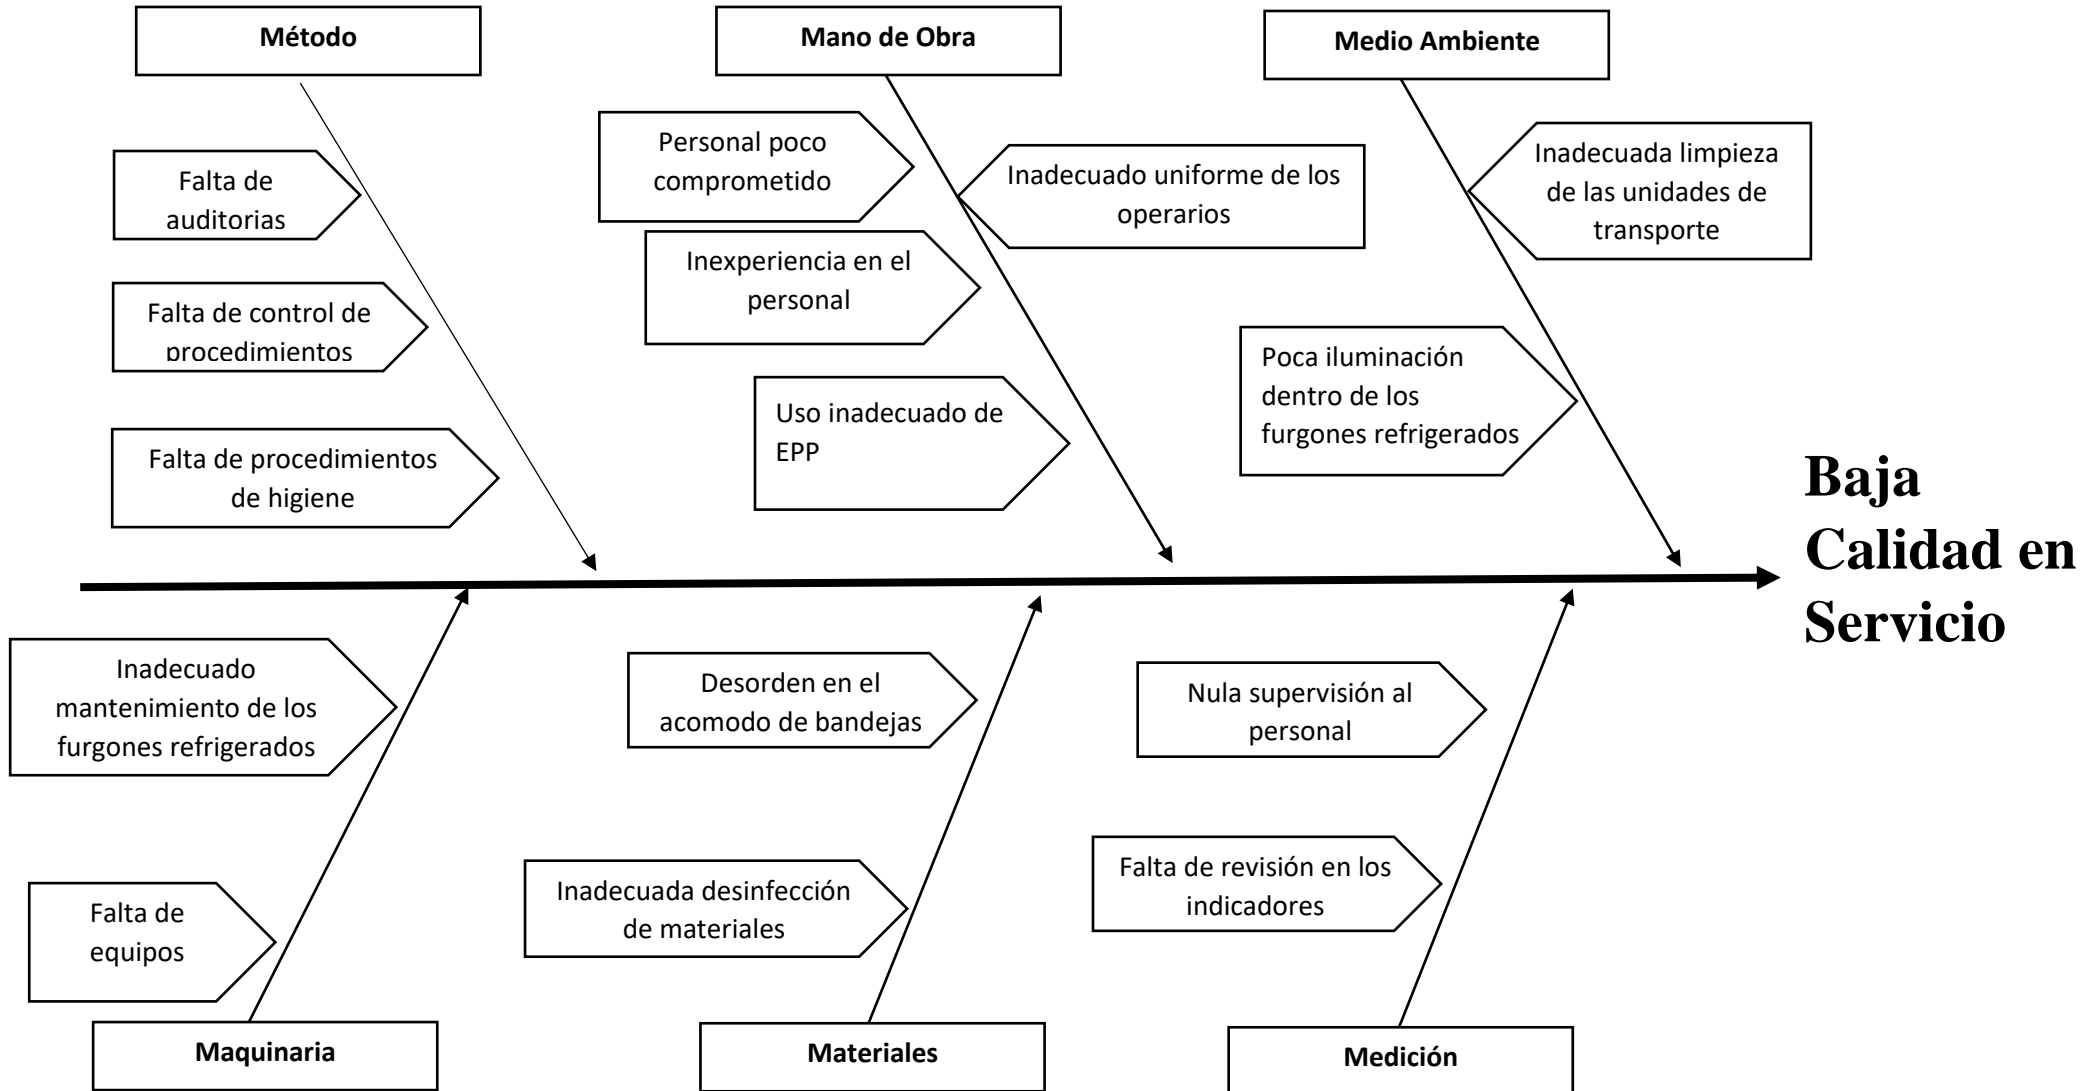 Método
Mano de Obra
Medio Ambiente
Falta de
auditorias
Falta de control de
procedimientos
Falta de procedimientos
de higiene
Personal poco
comprometido
Inadecuado uniforme de los
operarios
Inexperiencia en el
personal
Uso inadecuado de
EPP
Inadecuada limpieza
de las unidades de
transporte
Poca iluminación
dentro de los
furgones refrigerados
Baja
Calidad en
Servicio
Inadecuado
mantenimiento de los
furgones refrigerados
Falta de
equipos
Desorden en el
acomodo de bandejas
Inadecuada desinfección
de materiales
Nula supervisión al
personal
Falta de revisión en los
indicadores
Maquinaria
Materiales
Medición